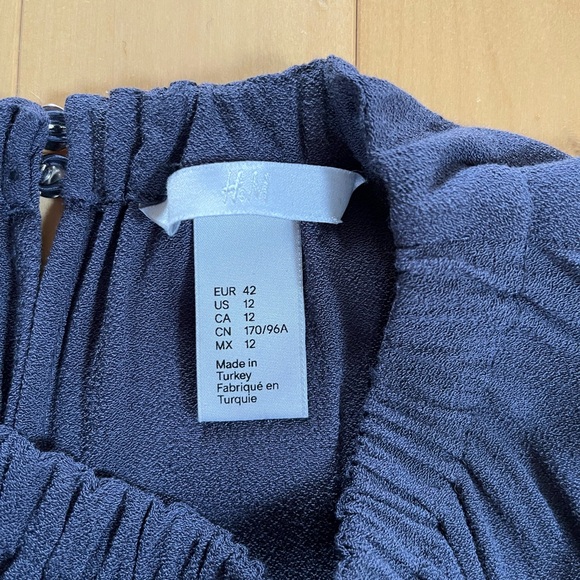 H&M
EUR 42
US 12
CA 12
CN 170/96A
MX 12
Made in
Turkey
Fabriqué en
Turquie